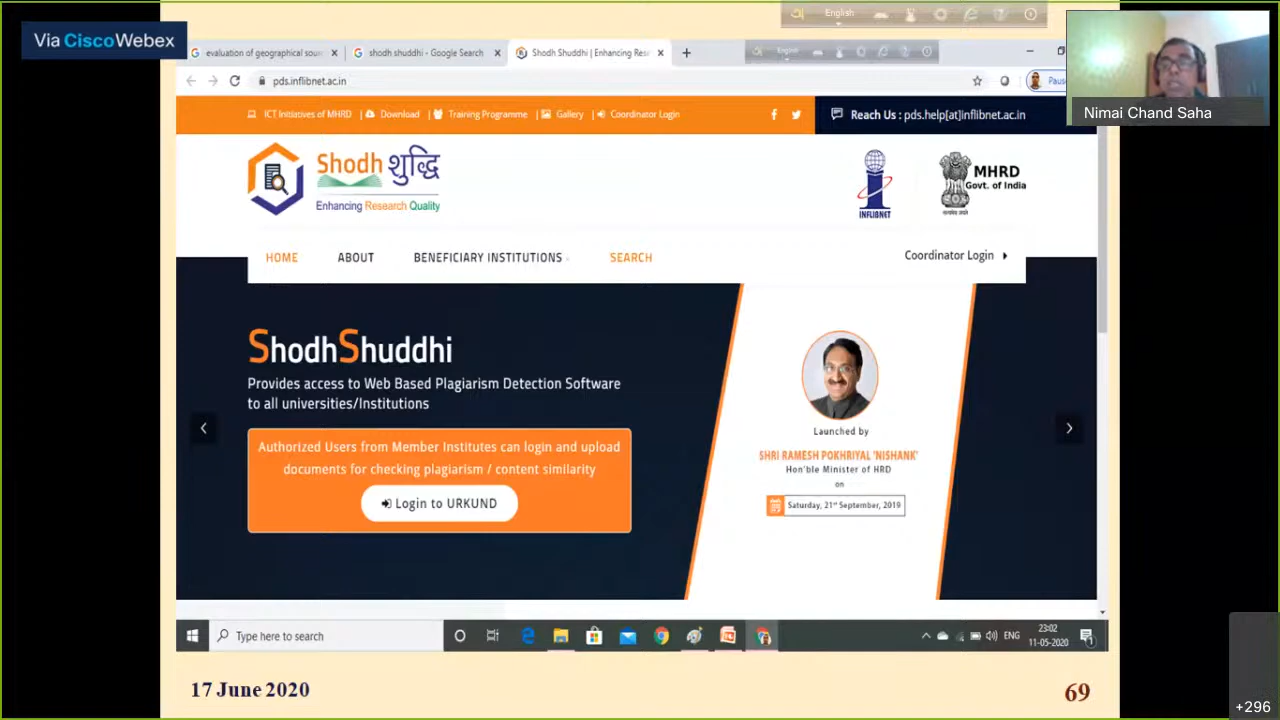 Via CiscoWebex
English
evaluation of geographical sour
shodh shuddhi - Google Search
Shodh Shuddhi | Enhancing Res
English
pds.inflibnet.ac.in
Paus
Nimai Chand Saha
ICT Initiatives of MHRD | Download | Training Programme | Gallery | Coordinator Login
Reach Us : pds.help[at]inflibnet.ac.in
Shodh शुद्धि
Enhancing Research Quality
INFLIBNET
MHRD
Govt. of India
HOME ABOUT BENEFICIARY INSTITUTIONS SEARCH
Coordinator Login
ShodhShuddhi
Provides access to Web Based Plagiarism Detection Software
to all universities/Institutions
Authorized Users from Member Institutes can login and upload
documents for checking plagiarism / content similarity
Login to URKUND
Launched by
SHRI RAMESH POKHRIYAL 'NISHANK'
Hon'ble Minister of HRD
on
Saturday, 21st September, 2019
Type here to search
ENG
23:02
11-05-2020
17 June 2020
69
+296